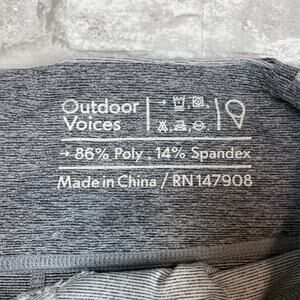 Outdoor
Voices
→ 86% Poly, 14% Spandex
Made in China / RN 147908